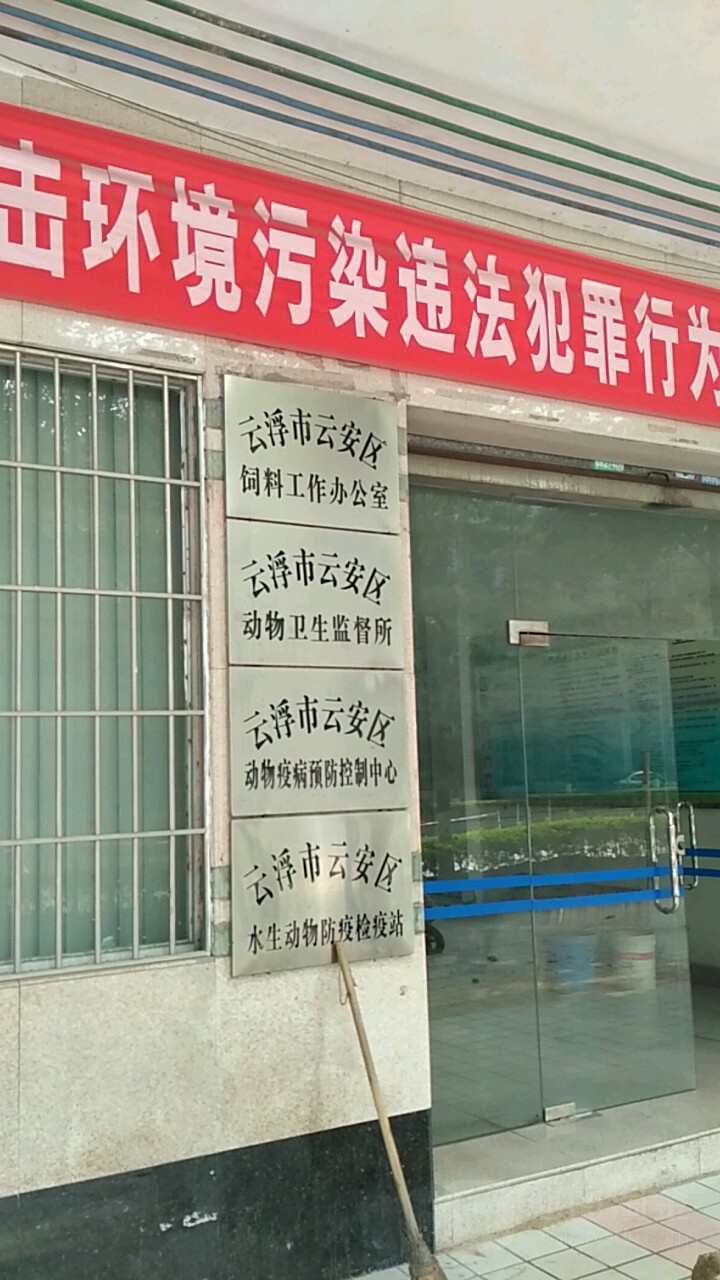 击环境污染违法犯罪行为
云浮市云安区
饲料工作办公室
云浮市云安区
动物卫生监督所
云浮市云安区
动物疫病预防控制中心
云浮市云安区
水生动物防疫检疫站